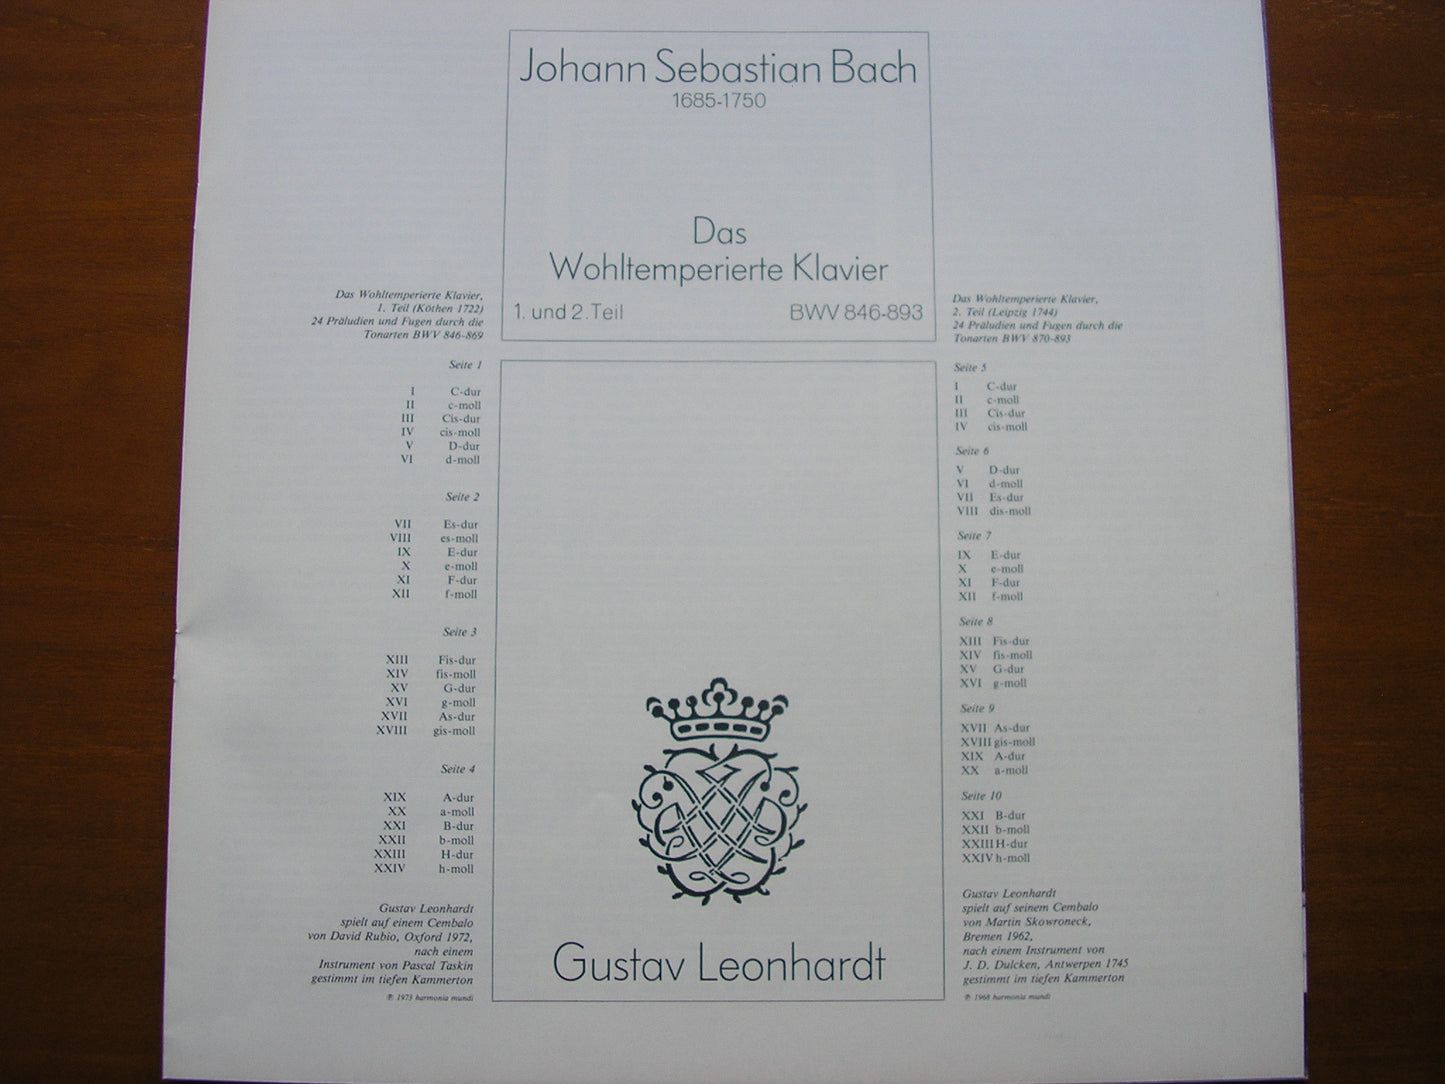 Johann Sebastian Bach
1685-1750
Das
Wohltemperierte Klavier
1. und 2. Teil BWV 846-893
Das Wohltemperierte Klavier,
1. Teil (Köthen 1722)
24 Präludien und Fugen durch die
Tonarten BWV 846-869
Seite 1
I C-dur
II c-moll
III Cis-dur
IV cis-moll
V D-dur
VI d-moll
Seite 2
VII Es-dur
VIII es-moll
IX E-dur
X e-moll
XI F-dur
XII f-moll
Seite 3
XIII Fis-dur
XIV fis-moll
XV G-dur
XVI g-moll
XVII As-dur
XVIII gis-moll
Seite 4
XIX A-dur
XX a-moll
XXI B-dur
XXII b-moll
XXIII H-dur
XXIV h-moll
Gustav Leonhardt
spielt auf einem Cembalo
von David Rubio, Oxford 1972,
nach einem
Instrument von Pascal Taskin
gestimmt im tiefen Kammerton
℗ 1973 harmonia mundi
Das Wohltemperierte Klavier,
2. Teil (Leipzig 1744)
24 Präludien und Fugen durch die
Tonarten BWV 870-893
Seite 5
I C-dur
II c-moll
III Cis-dur
IV cis-moll
Seite 6
V D-dur
VI d-moll
VII Es-dur
VIII dis-moll
Seite 7
IX E-dur
X e-moll
XI F-dur
XII f-moll
Seite 8
XIII Fis-dur
XIV fis-moll
XV G-dur
XVI g-moll
Seite 9
XVII As-dur
XVIII gis-moll
XIX A-dur
XX a-moll
Seite 10
XXI B-dur
XXII b-moll
XXIII H-dur
XXIV h-moll
Gustav Leonhardt
spielt auf seinem Cembalo
von Martin Skowroneck,
Bremen 1962,
nach einem Instrument von
J. D. Dulcken, Antwerpen 1745
gestimmt im tiefen Kammerton
℗ 1968 harmonia mundi
Gustav Leonhardt